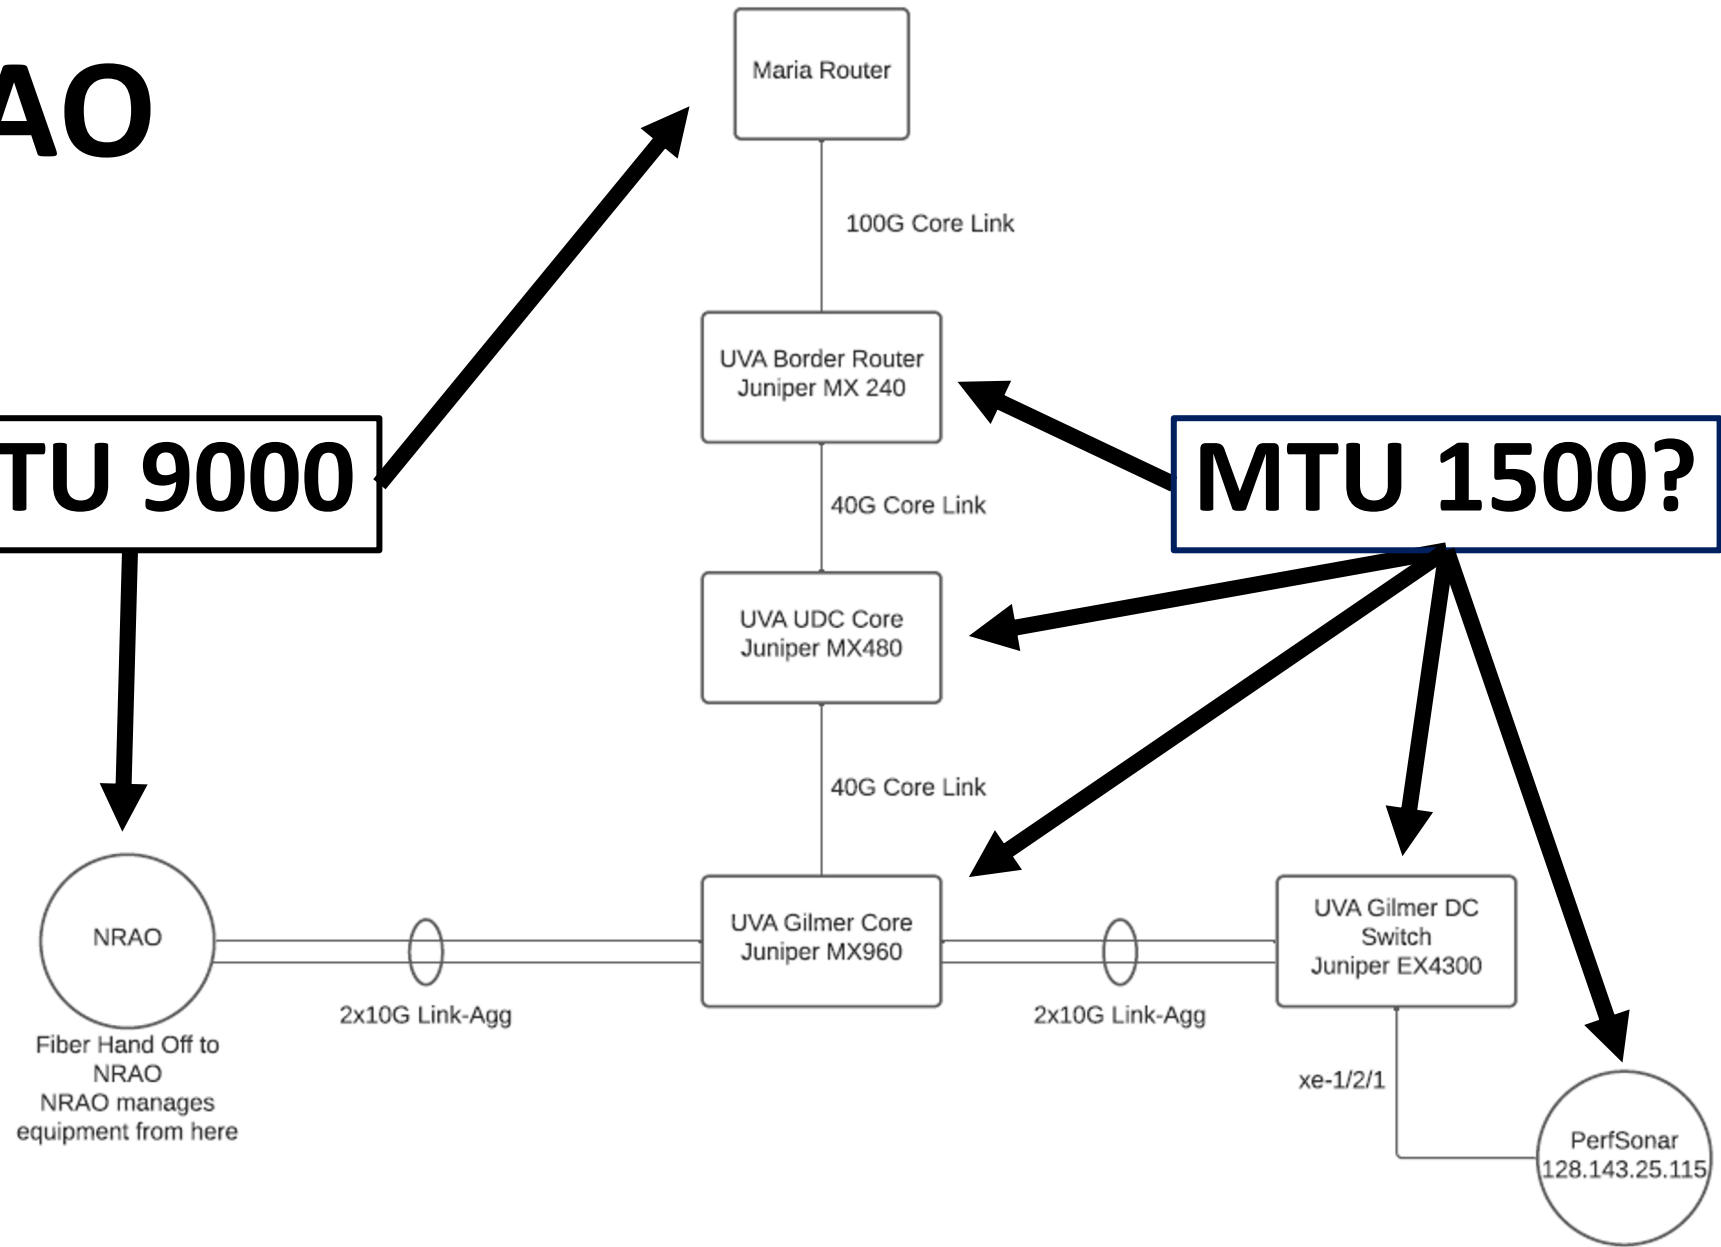 AO
Maria Router
100G Core Link
UVA Border Router
Juniper MX 240
TU 9000
MTU 1500?
40G Core Link
UVA UDC Core
Juniper MX480
40G Core Link
NRAO
UVA Gilmer Core
Juniper MX960
UVA Gilmer DC
Switch
Juniper EX4300
2x10G Link-Agg
2x10G Link-Agg
Fiber Hand Off to
NRAO
NRAO manages
equipment from here
xe-1/2/1
PerfSonar
128.143.25.115